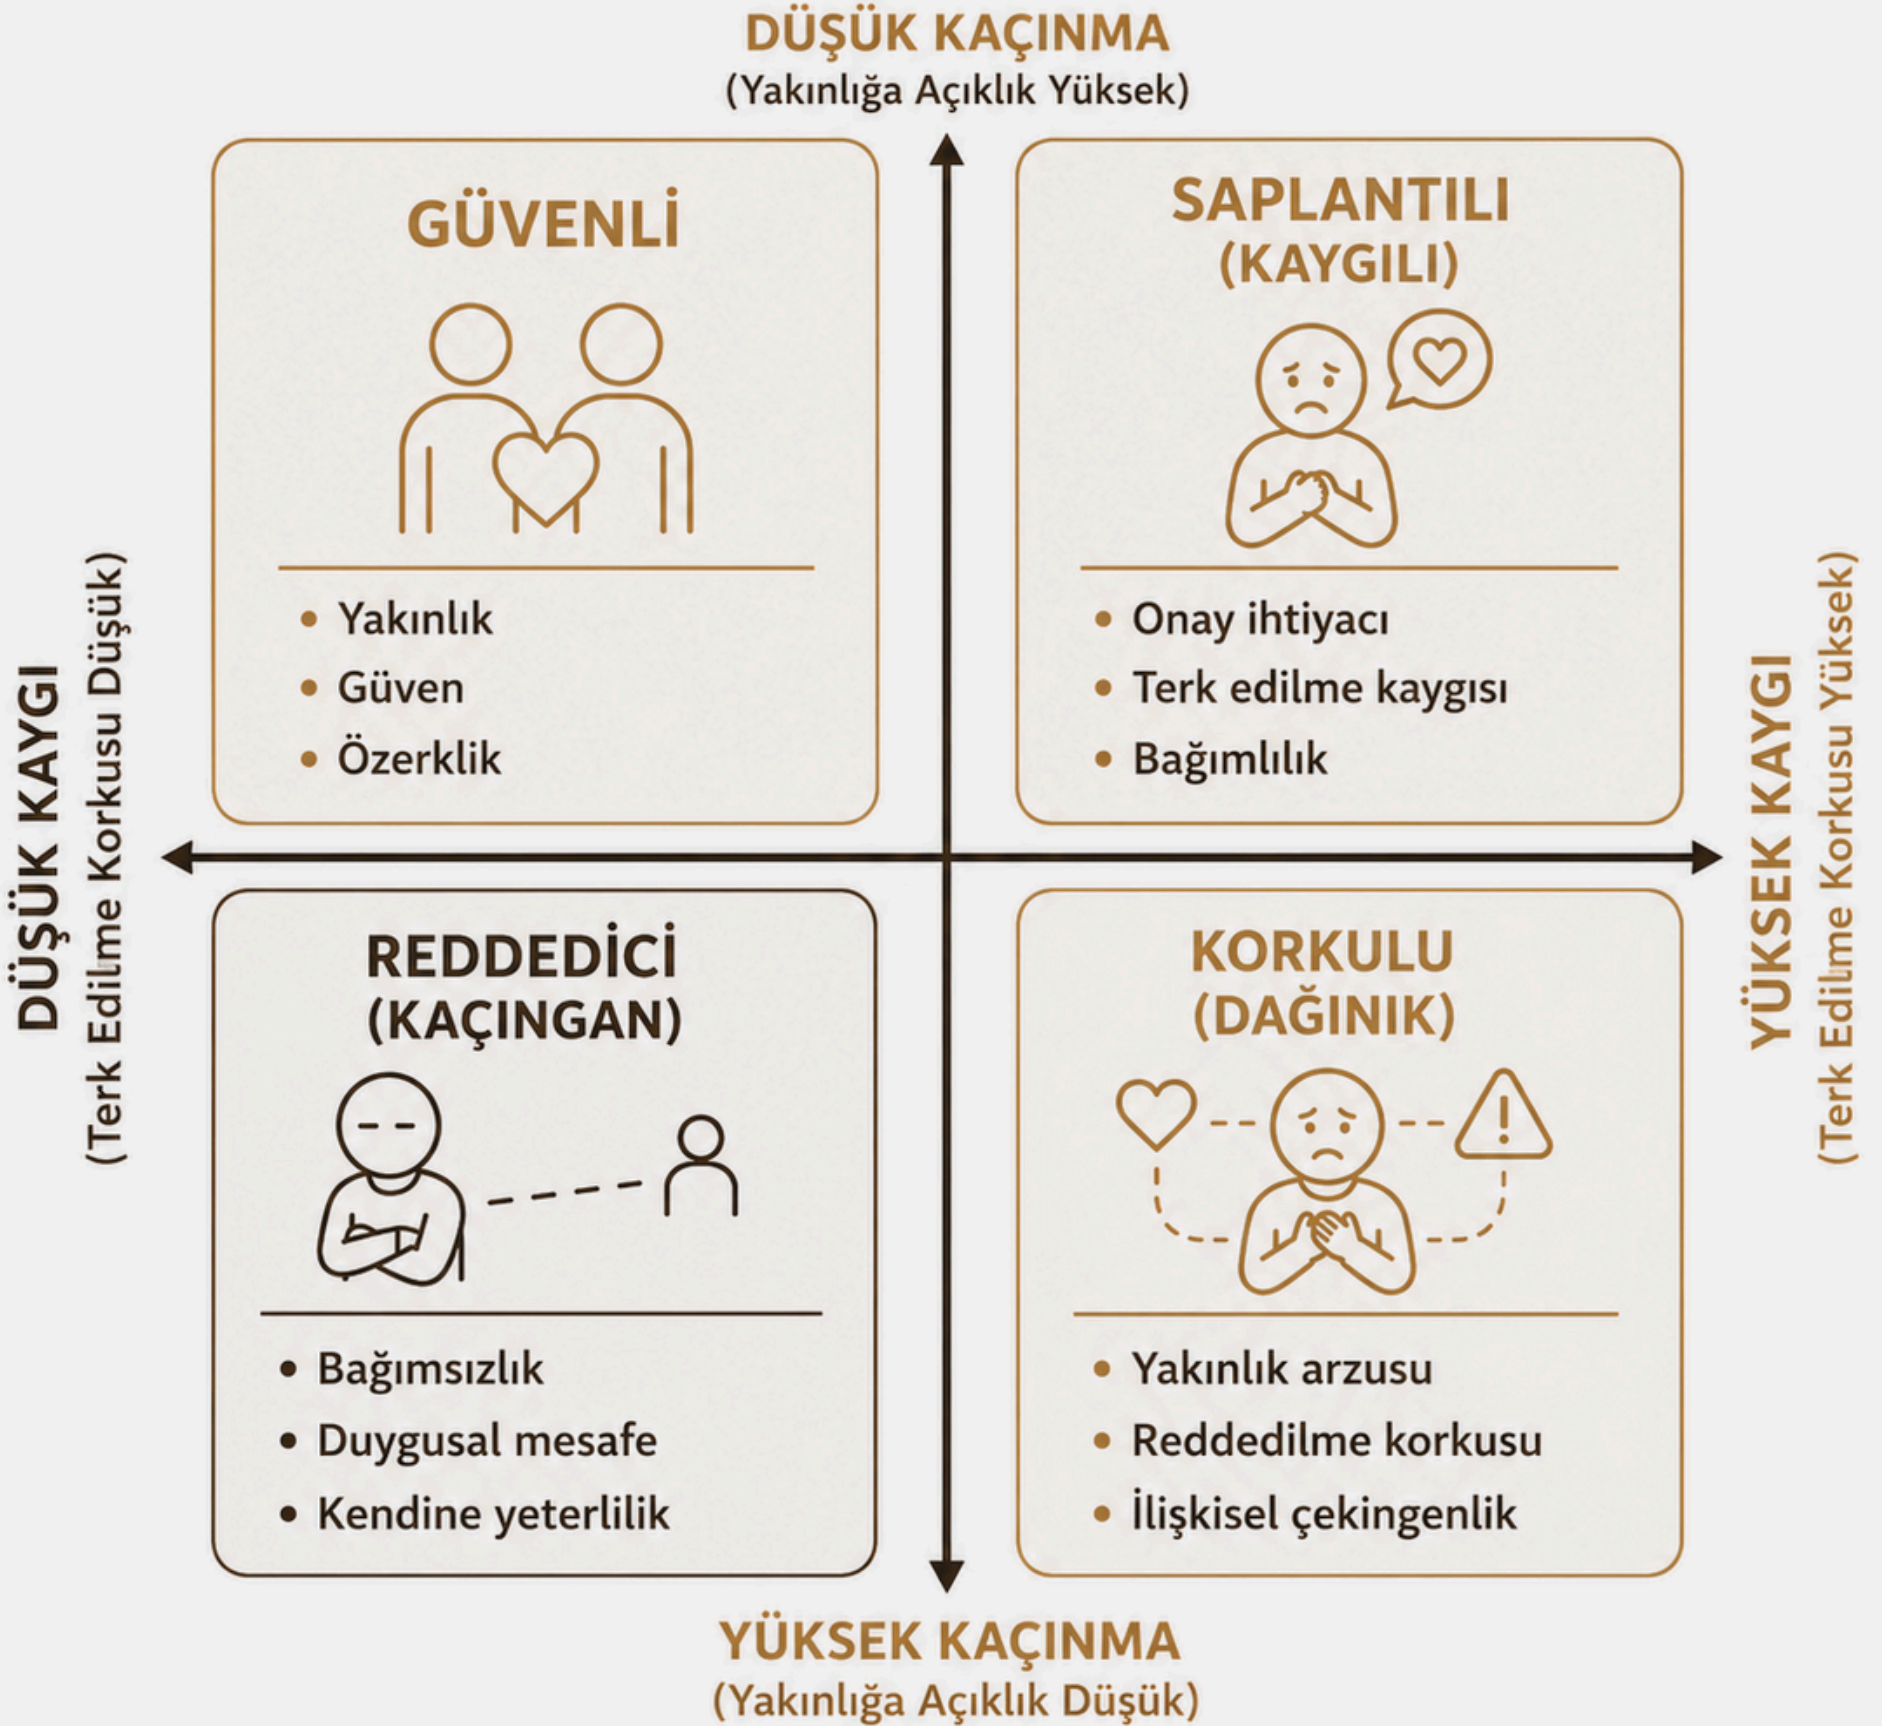 DÜŞÜK KAÇINMA
(Yakınlığa Açıklık Yüksek)
GÜVENLİ
• Yakınlık
• Güven
• Özerklik
SAPLANTILI
(KAYGILI)
• Onay ihtiyacı
• Terk edilme kaygısı
• Bağımlılık
DÜŞÜK KAYGI
(Terk Edilme Korkusu Düşük)
YÜKSEK KAYGI
(Terk Edilme Korkusu Yüksek)
REDDEDİCİ
(KAÇINGAN)
• Bağımsızlık
• Duygusal mesafe
• Kendine yeterlilik
KORKULU
(DAĞINIK)
!
• Yakınlık arzusu
• Reddedilme korkusu
• İlişkisel çekingenlik
YÜKSEK KAÇINMA
(Yakınlığa Açıklık Düşük)